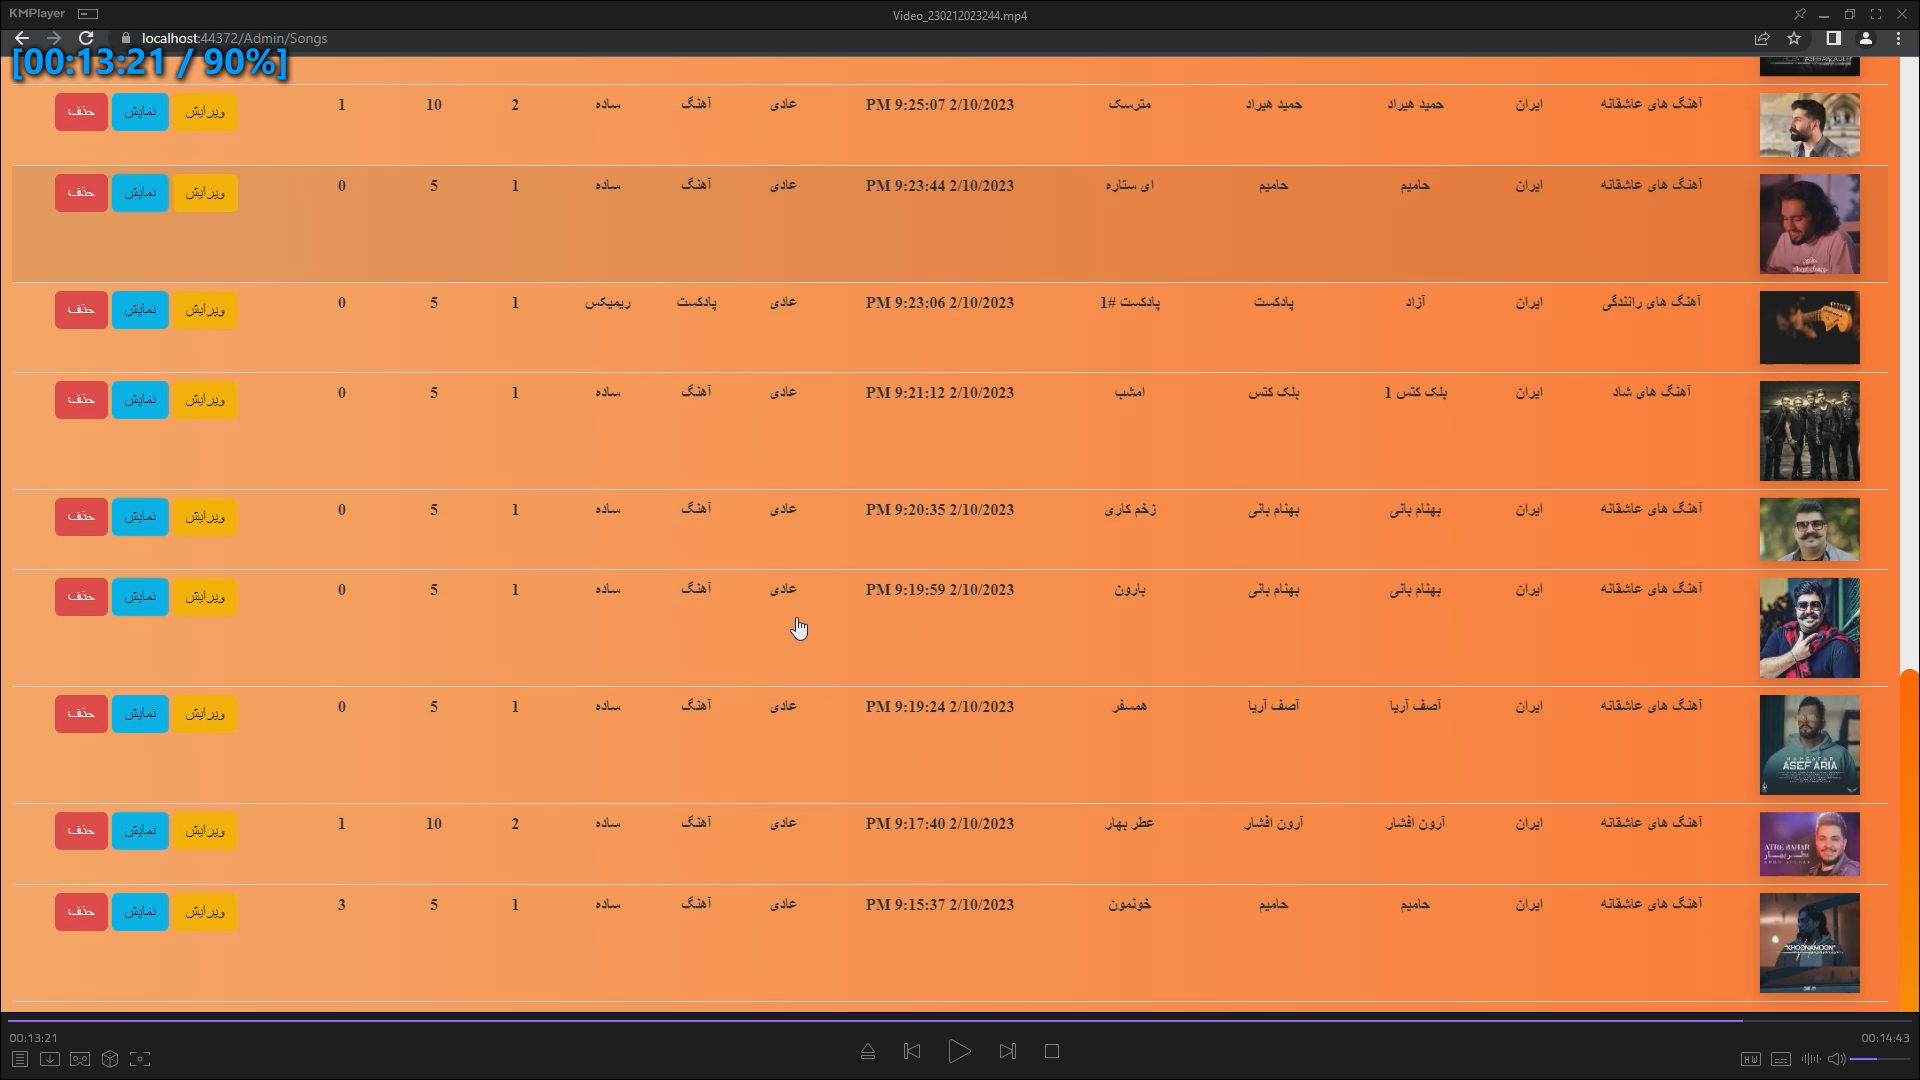 KMPlayer
Video_230212023244.mp4
localhost:44372/Admin/Songs
[00:13:21 / 90%]
آهنگ های عاشقانه ایران حمید هیراد حمید هیراد مترسک PM 9:25:07 2/10/2023 عادی آهنگ ساده 2 10 1 ویرایش نمایش حذف
آهنگ های عاشقانه ایران حامیم حامیم ای ستاره PM 9:23:44 2/10/2023 عادی آهنگ ساده 1 5 0 ویرایش نمایش حذف
آهنگ های رانندگی ایران آزاد پادکست پادکست #1 PM 9:23:06 2/10/2023 عادی پادکست ریمیکس 1 5 0 ویرایش نمایش حذف
آهنگ های شاد ایران بلک کتس 1 بلک کتس امشب PM 9:21:12 2/10/2023 عادی آهنگ ساده 1 5 0 ویرایش نمایش حذف
آهنگ های عاشقانه ایران بهنام بانی بهنام بانی زخم کاری PM 9:20:35 2/10/2023 عادی آهنگ ساده 1 5 0 ویرایش نمایش حذف
آهنگ های عاشقانه ایران بهنام بانی بهنام بانی بارون PM 9:19:59 2/10/2023 عادی آهنگ ساده 1 5 0 ویرایش نمایش حذف
آهنگ های عاشقانه ایران آصف آریا آصف آریا همسفر PM 9:19:24 2/10/2023 عادی آهنگ ساده 1 5 0 ویرایش نمایش حذف
HAMSAFAR
ASEF ARIA
آهنگ های عاشقانه ایران آرون افشار آرون افشار عطر بهار PM 9:17:40 2/10/2023 عادی آهنگ ساده 2 10 1 ویرایش نمایش حذف
ATRE BAHAR
عطر بهار
آهنگ های عاشقانه ایران حامیم حامیم خونمون PM 9:15:37 2/10/2023 عادی آهنگ ساده 1 5 3 ویرایش نمایش حذف
"KHOONAMOON"
00:13:21
00:14:43
HW